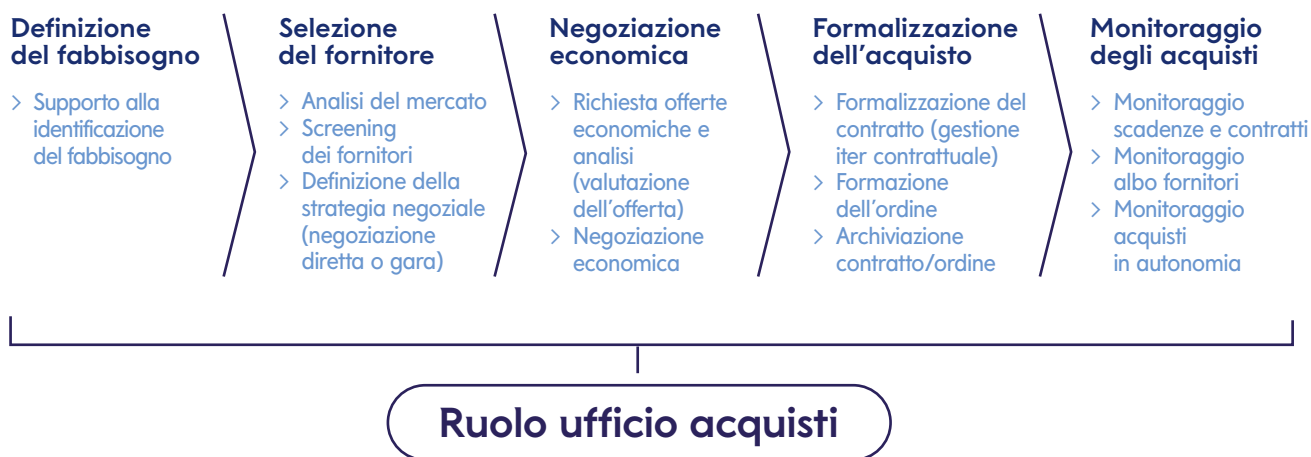 Definizione
del fabbisogno
> Supporto alla
identificazione
del fabbisogno
Selezione
del fornitore
> Analisi del mercato
> Screening
dei fornitori
> Definizione della
strategia negoziale
(negoziazione
diretta o gara)
Negoziazione
economica
> Richiesta offerte
economiche e
analisi
(valutazione
dell’offerta)
> Negoziazione
economica
Formalizzazione
dell’acquisto
> Formalizzazione del
contratto (gestione
iter contrattuale)
> Formazione
dell’ordine
> Archiviazione
contratto/ordine
Monitoraggio
degli acquisti
> Monitoraggio
scadenze e contratti
> Monitoraggio
albo fornitori
> Monitoraggio
acquisti
in autonomia
Ruolo ufficio acquisti